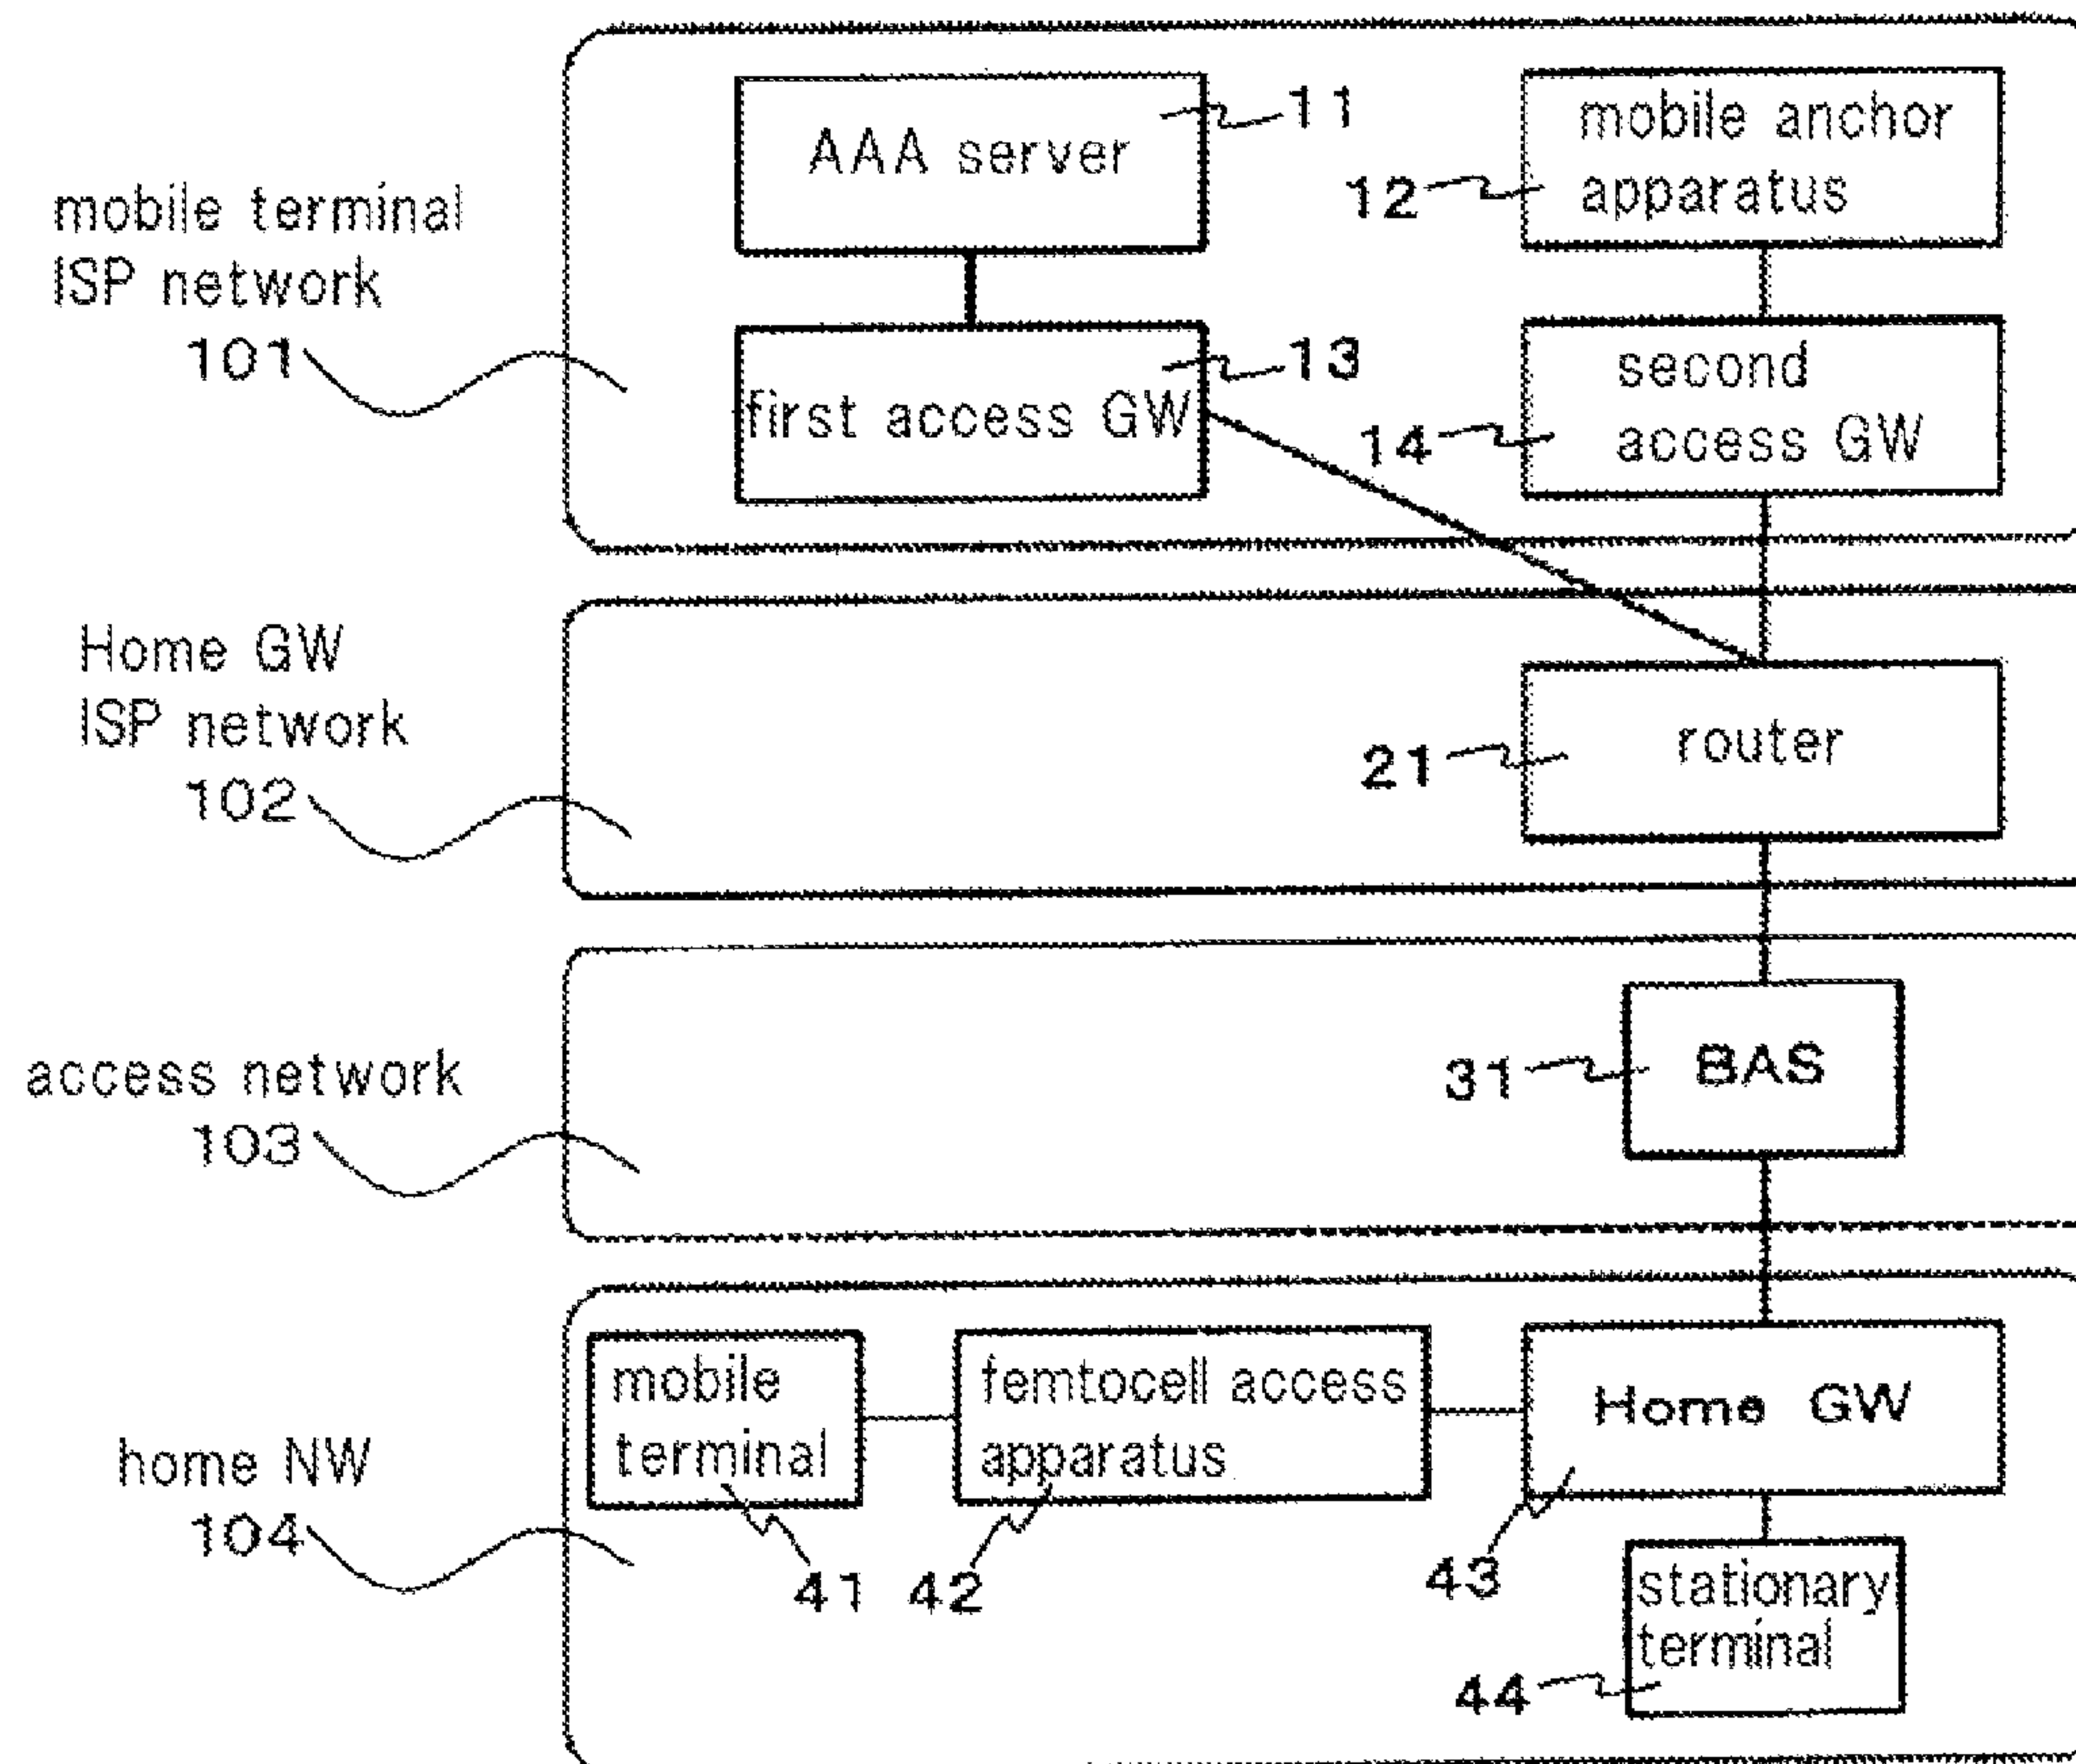 mobile terminal
ISP network
101
AAA server
11
mobile anchor
apparatus
12
first access GW
13
second
access GW
14
Home GW
ISP network
102
router
21
access network
103
BAS
31
home NW
104
mobile
terminal
41
femtocell access
apparatus
42
Home GW
43
stationary
terminal
44